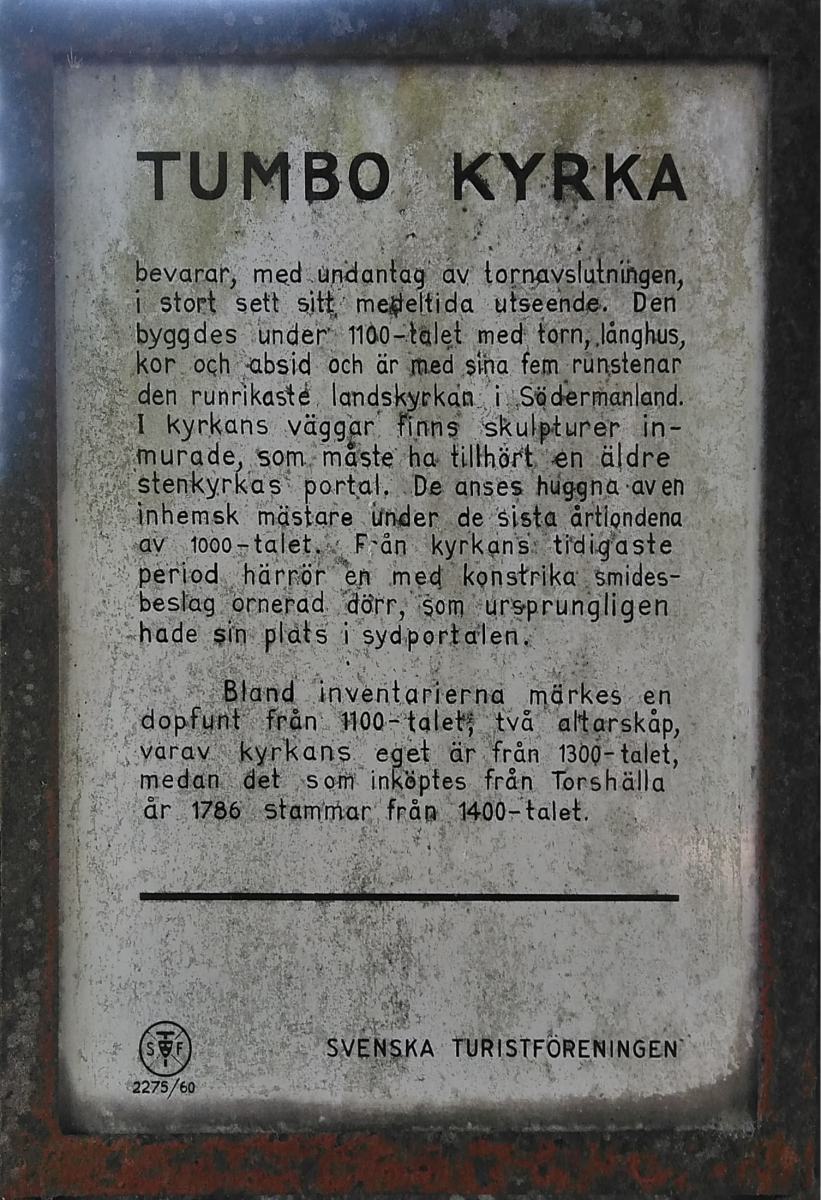 TUMBO KYRKA
bevarar, med undantag av tornavslutningen,
i stort sett sitt medeltida utseende. Den
byggdes under 1100-talet med torn, långhus,
kor och absid och är med sina fem runstenar
den runrikaste landskyrkan i Södermanland.
I kyrkans väggar finns skulpturer in-
murade, som måste ha tillhört en äldre
stenkyrkas portal. De anses huggna av en
inhemsk mästare under de sista årtiondena
av 1000-talet. Från kyrkans tidigaste
period härrör en med konstrika smides-
beslag ornerad dörr, som ursprungligen
hade sin plats i sydportalen.
Bland inventarierna märkes en
dopfunt från 1100-talet, två altarskåp,
varav kyrkans eget är från 1300-talet,
medan det som inköptes från Torshälla
år 1786 stammar från 1400-talet.
STF
2275/60
SVENSKA TURISTFÖRENINGEN